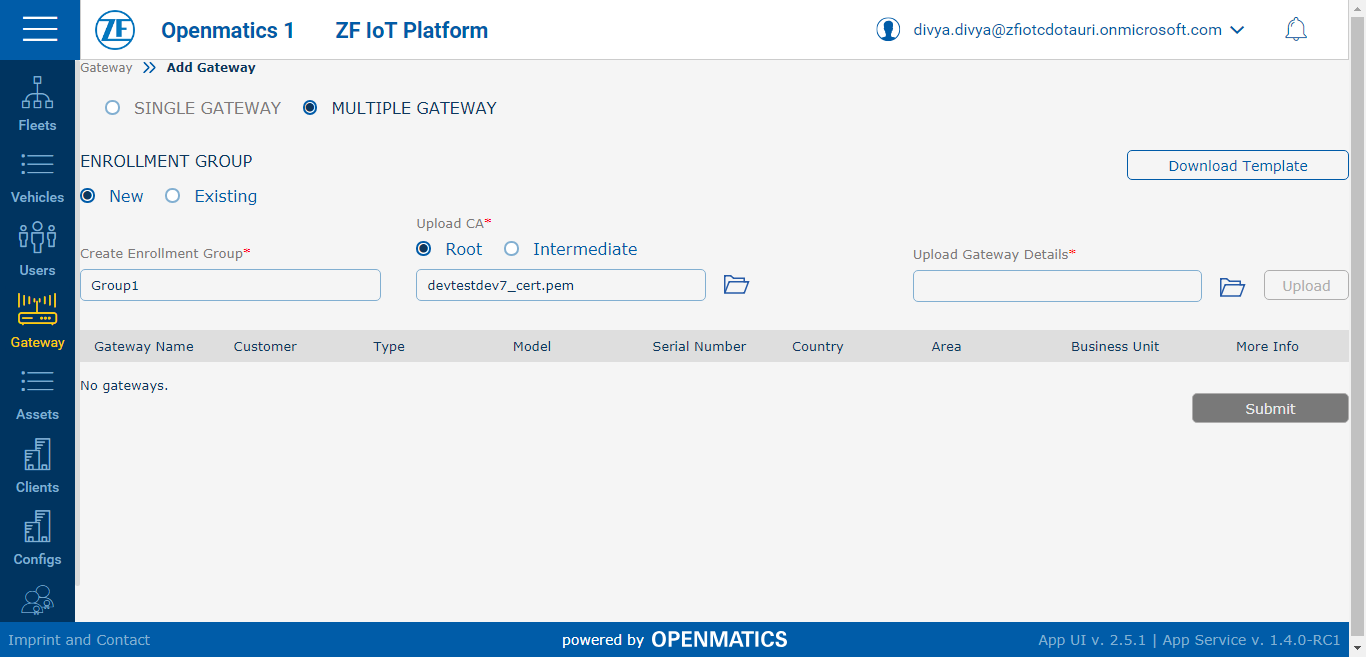 ZF Openmatics 1 ZF IoT Platform divya.divya@zfiotcdotauri.onmicrosoft.com
Gateway Add Gateway
SINGLE GATEWAY MULTIPLE GATEWAY
ENROLLMENT GROUP Download Template
New Existing
Upload CA*
Root Intermediate
Create Enrollment Group* Upload Gateway Details*
Group1 devtestdev7_cert.pem Upload
Gateway Name Customer Type Model Serial Number Country Area Business Unit More Info
No gateways.
Submit
Fleets
Vehicles
Users
Gateway
Assets
Clients
Configs
Imprint and Contact powered by OPENMATICS App UI v. 2.5.1 | App Service v. 1.4.0-RC1